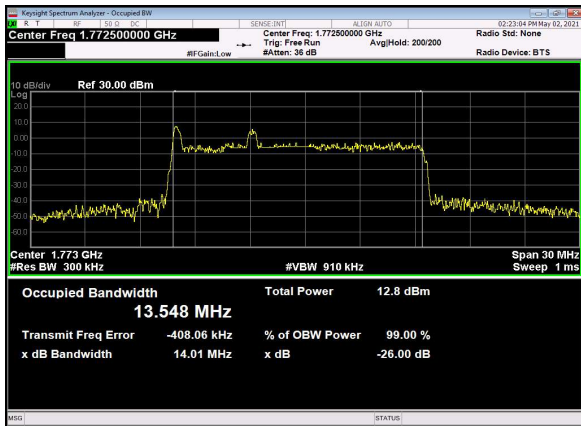 Keysight Spectrum Analyzer - Occupied BW
R T RF 50 Ω DC SENSE:INT ALIGN AUTO 02:23:04 PM May 02, 2021
Center Freq 1.772500000 GHz Center Freq: 1.772500000 GHz Radio Std: None
Trig: Free Run Avg|Hold: 200/200
#IFGain:Low #Atten: 36 dB Radio Device: BTS
10 dB/div Ref 30.00 dBm
Log
20.0
10.0
0.00
-10.0
-20.0
-30.0
-40.0
-50.0
-60.0
Center 1.773 GHz Span 30 MHz
#Res BW 300 kHz #VBW 910 kHz Sweep 1 ms
Occupied Bandwidth Total Power 12.8 dBm
13.548 MHz
Transmit Freq Error -408.06 kHz % of OBW Power 99.00 %
x dB Bandwidth 14.01 MHz x dB -26.00 dB
MSG STATUS